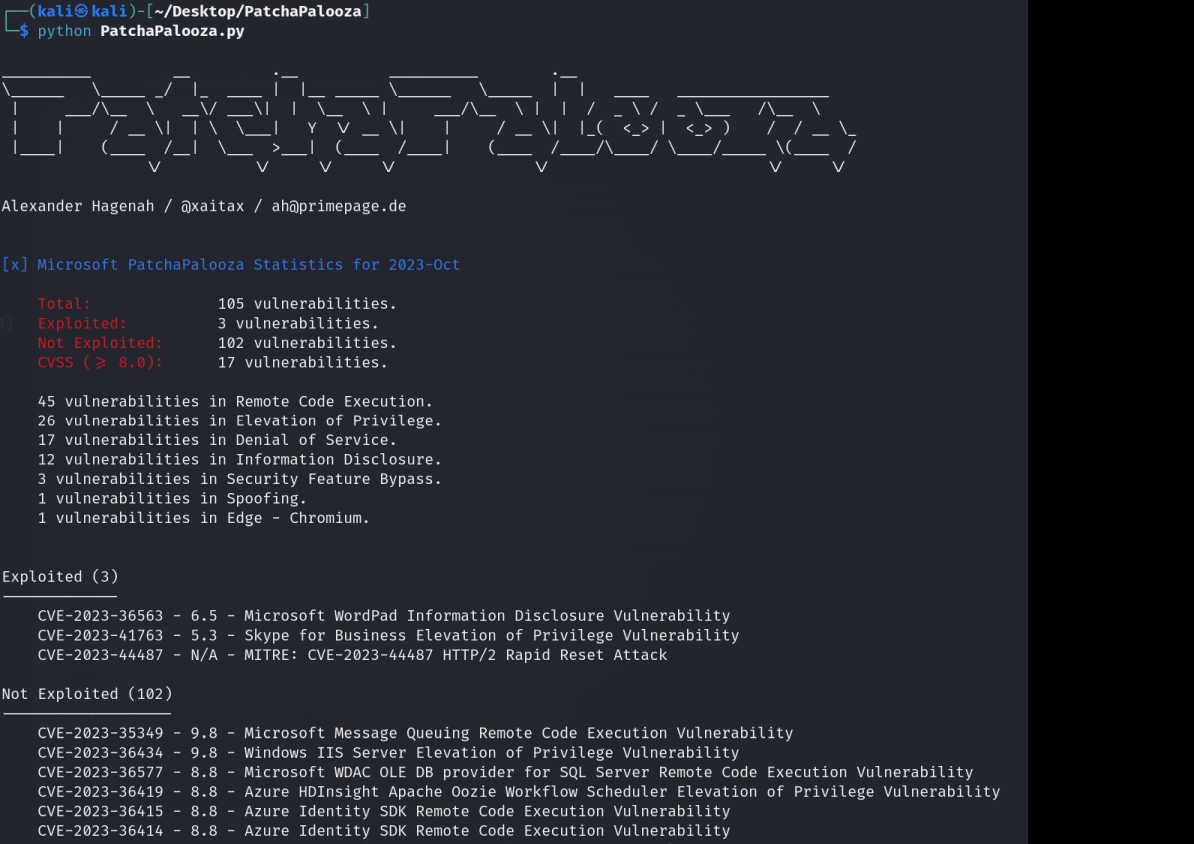 ┌──(kali㉿kali)-[~/Desktop/PatchaPalooza]
└─$ python PatchaPalooza.py
PatchaPalooza
Alexander Hagenah / @xaitax / ah@primepage.de
[x] Microsoft PatchaPalooza Statistics for 2023-Oct
Total: 105 vulnerabilities.
Exploited: 3 vulnerabilities.
Not Exploited: 102 vulnerabilities.
CVSS (≥ 8.0): 17 vulnerabilities.
45 vulnerabilities in Remote Code Execution.
26 vulnerabilities in Elevation of Privilege.
17 vulnerabilities in Denial of Service.
12 vulnerabilities in Information Disclosure.
3 vulnerabilities in Security Feature Bypass.
1 vulnerabilities in Spoofing.
1 vulnerabilities in Edge - Chromium.
Exploited (3)
CVE-2023-36563 - 6.5 - Microsoft WordPad Information Disclosure Vulnerability
CVE-2023-41763 - 5.3 - Skype for Business Elevation of Privilege Vulnerability
CVE-2023-44487 - N/A - MITRE: CVE-2023-44487 HTTP/2 Rapid Reset Attack
Not Exploited (102)
CVE-2023-35349 - 9.8 - Microsoft Message Queuing Remote Code Execution Vulnerability
CVE-2023-36434 - 9.8 - Windows IIS Server Elevation of Privilege Vulnerability
CVE-2023-36577 - 8.8 - Microsoft WDAC OLE DB provider for SQL Server Remote Code Execution Vulnerability
CVE-2023-36419 - 8.8 - Azure HDInsight Apache Oozie Workflow Scheduler Elevation of Privilege Vulnerability
CVE-2023-36415 - 8.8 - Azure Identity SDK Remote Code Execution Vulnerability
CVE-2023-36414 - 8.8 - Azure Identity SDK Remote Code Execution Vulnerability